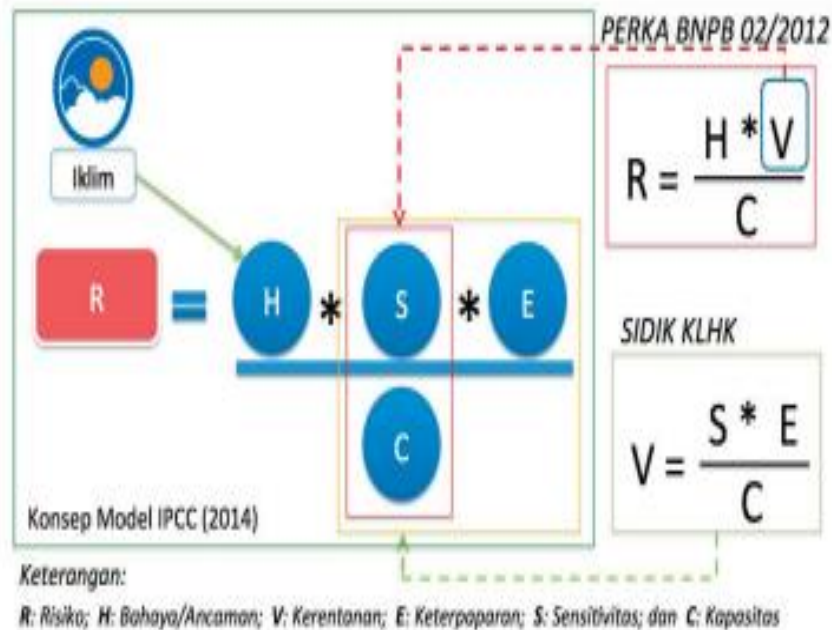 PERKA BNPB 02/2012
Iklim
R = H * V
C
R = H * S * E
C
SIDIK KLHK
V = S * E
C
Konsep Model IPCC (2014)
Keterangan:
R: Risiko; H: Bahaya/Ancaman; V: Kerentanan; E: Keterpaparan; S: Sensitivitas; dan C: Kapasitas